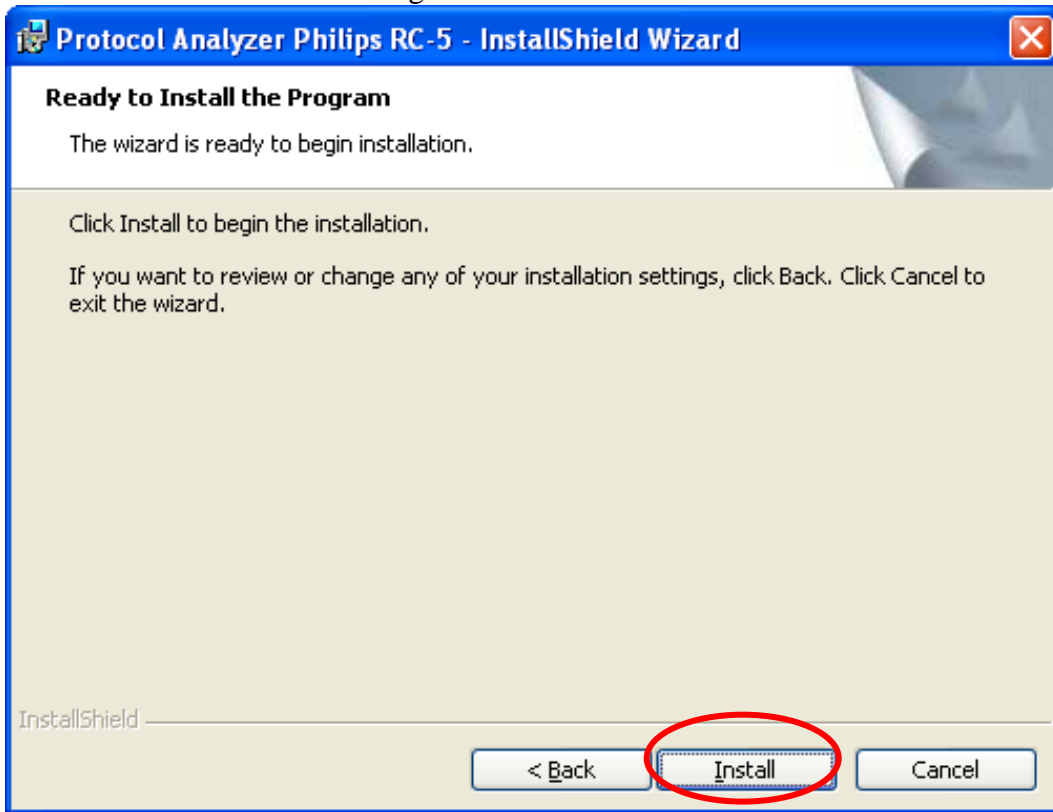 Protocol Analyzer Philips RC-5 - InstallShield Wizard
Ready to Install the Program
The wizard is ready to begin installation.
Click Install to begin the installation.
If you want to review or change any of your installation settings, click Back. Click Cancel to
exit the wizard.
InstallShield
< Back Install Cancel